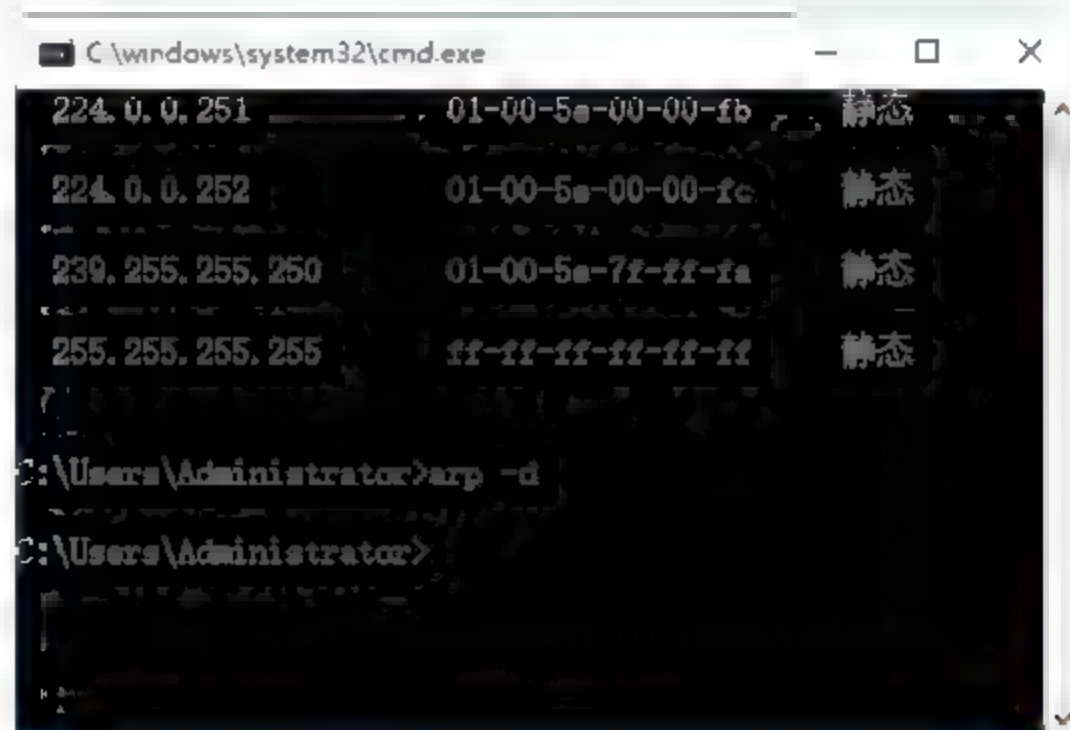 C:\windows\system32\cmd.exe
224.0.0.251 01-00-5e-00-00-fb 静态
224.0.0.252 01-00-5e-00-00-fc 静态
239.255.255.250 01-00-5e-7f-ff-fa 静态
255.255.255.255 ff-ff-ff-ff-ff-ff 静态
C:\Users\Administrator>arp -d
C:\Users\Administrator>